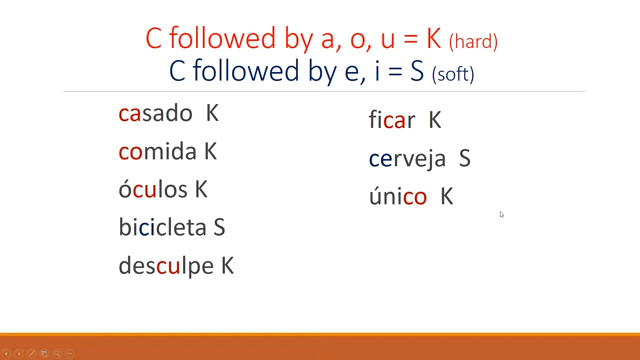 C followed by a, o, u = K (hard)
C followed by e, i = S (soft)
casado K
comida K
óculos K
bicicleta S
desculpe K
ficar K
cerveja S
único K